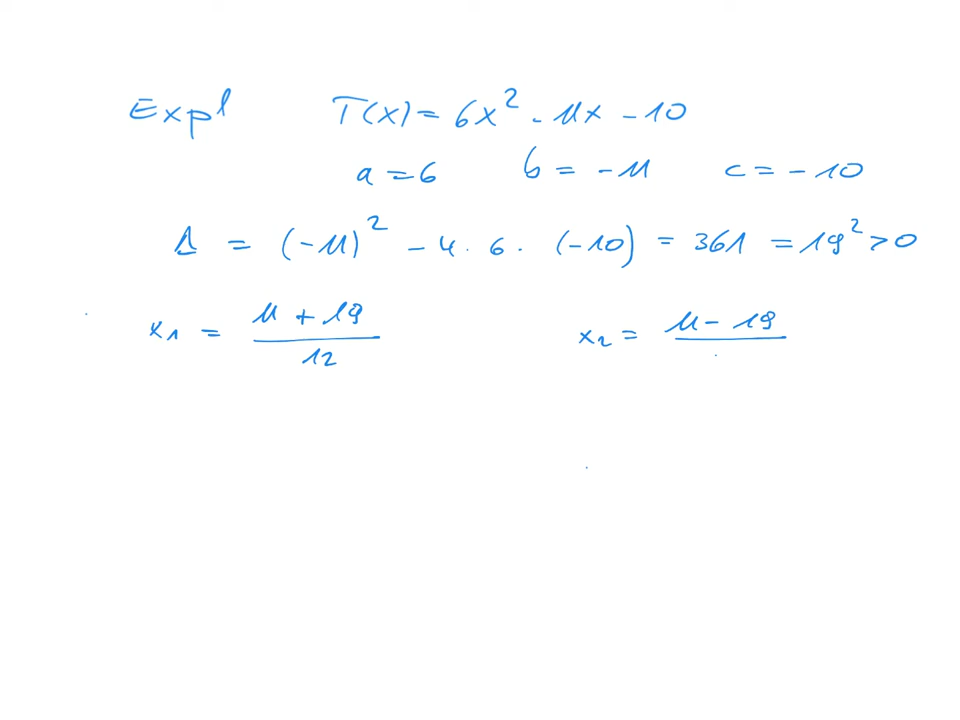 Expl T(x) = 6x² - 11x - 10
a = 6 b = -11 c = -10
Δ = (-11)² - 4 · 6 · (-10) = 361 = 19² > 0
x₁ = (11 + 19)/12 x₂ = (11 - 19)/